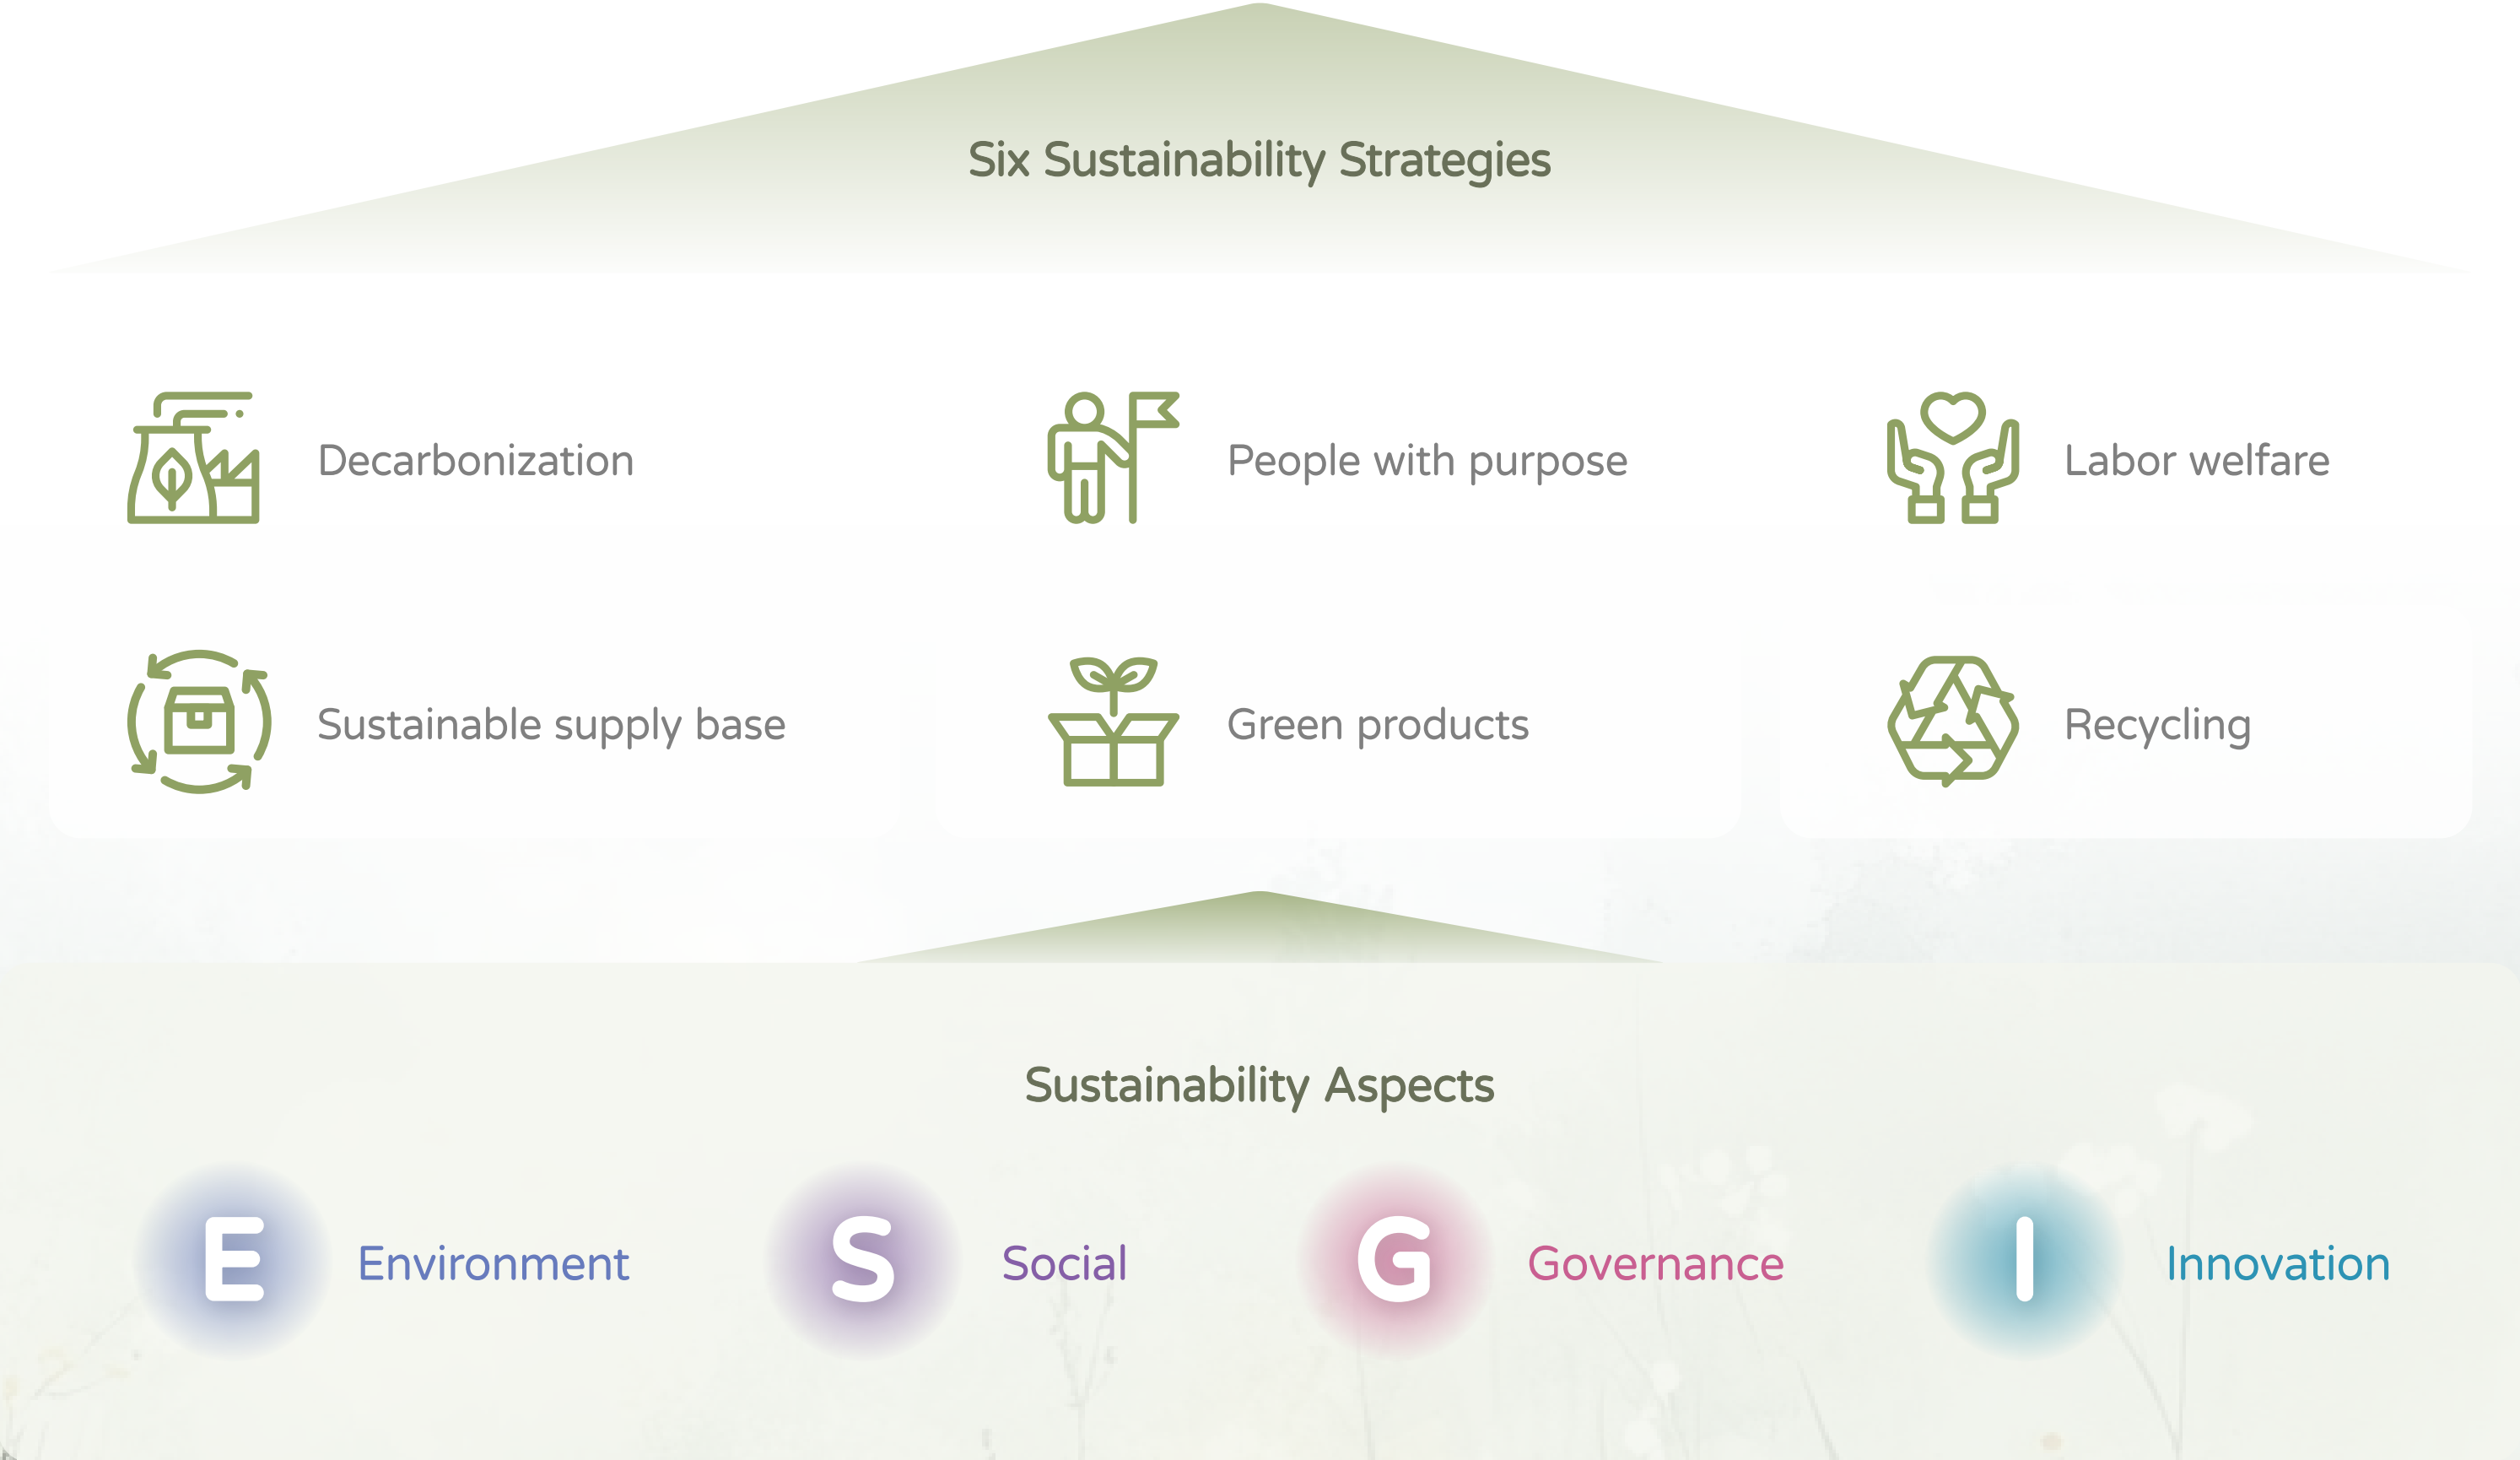 Six Sustainability Strategies
Decarbonization
People with purpose
Labor welfare
Sustainable supply base
Green products
Recycling
Sustainability Aspects
E Environment
S Social
G Governance
I Innovation